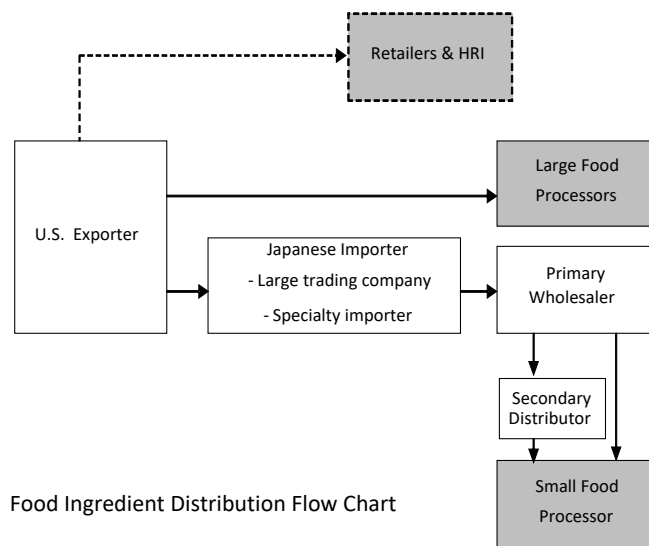 Retailers & HRI
Large Food
Processors
U.S. Exporter
Japanese Importer
- Large trading company
- Specialty importer
Primary
Wholesaler
Secondary
Distributor
Small Food
Processor
Food Ingredient Distribution Flow Chart